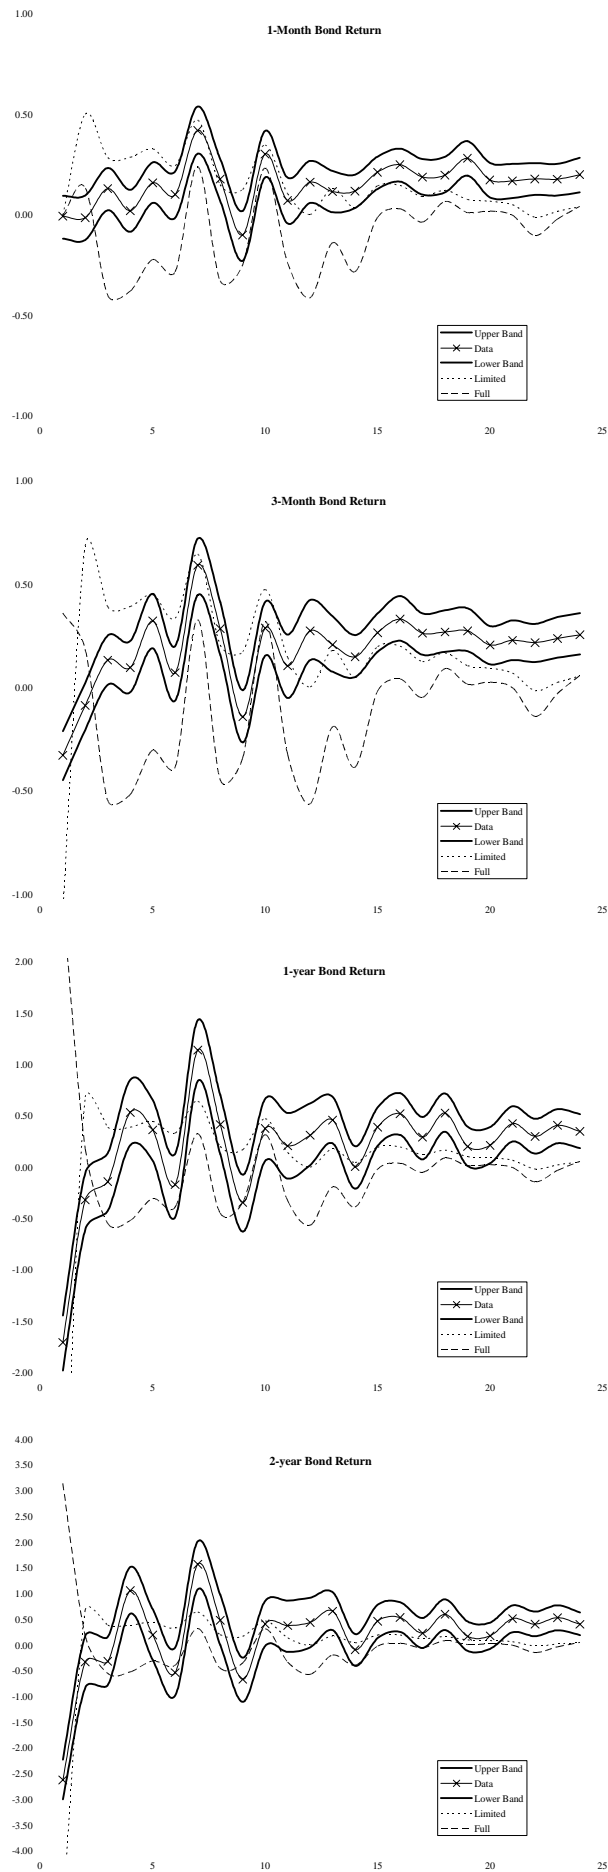 1.00
1-Month Bond Return
0.50
0.00
-0.50
Upper Band
Data
Lower Band
Limited
Full
-1.00
0 5 10 15 20 25
1.00
3-Month Bond Return
0.50
0.00
-0.50
Upper Band
Data
Lower Band
Limited
Full
-1.00
0 5 10 15 20 25
2.00
1-year Bond Return
1.50
1.00
0.50
0.00
-0.50
-1.00
Upper Band
Data
Lower Band
-1.50
Limited
Full
-2.00
0 5 10 15 20 25
4.00
2-year Bond Return
3.50
3.00
2.50
2.00
1.50
1.00
0.50
0.00
-0.50
-1.00
-1.50
-2.00
-2.50
Upper Band
Data
Lower Band
-3.00
Limited
-3.50
Full
-4.00
0 5 10 15 20 25